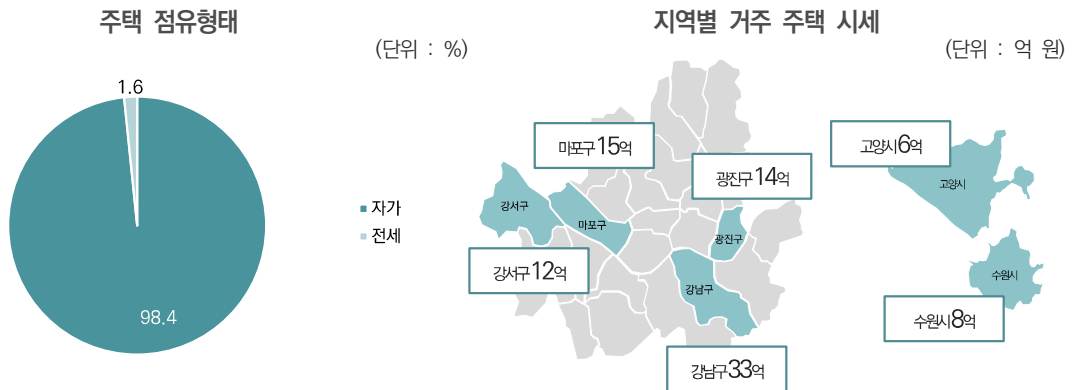 주택 점유형태
(단위 : %)
1.6
98.4
자가
전세
지역별 거주 주택 시세
(단위 : 억 원)
마포구15억
광진구14억
강서구
마포구
광진구
강서구12억
강남구
강남구33억
고양시6억
고양시
수원시
수원시8억